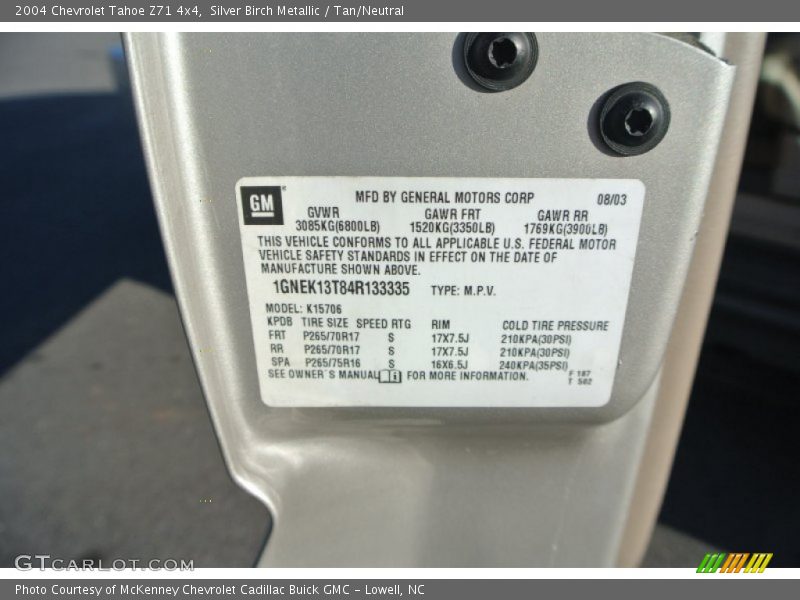 2004 Chevrolet Tahoe Z71 4x4, Silver Birch Metallic / Tan/Neutral
GM
MFD BY GENERAL MOTORS CORP 08/03
GVWR GAWR FRT GAWR RR
3085KG(6800LB) 1520KG(3350LB) 1769KG(3900LB)
THIS VEHICLE CONFORMS TO ALL APPLICABLE U.S. FEDERAL MOTOR
VEHICLE SAFETY STANDARDS IN EFFECT ON THE DATE OF
MANUFACTURE SHOWN ABOVE.
1GNEK13T84R133335 TYPE: M.P.V.
MODEL: K15706
KPDB TIRE SIZE SPEED RTG RIM COLD TIRE PRESSURE
FRT P265/70R17 S 17X7.5J 210KPA(30PSI)
RR P265/70R17 S 17X7.5J 210KPA(30PSI)
SPA P265/75R16 S 16X6.5J 240KPA(35PSI)
SEE OWNER'S MANUAL FOR MORE INFORMATION.
F 187
T 502
GTCARLOT.COM
Photo Courtesy of McKenney Chevrolet Cadillac Buick GMC – Lowell, NC